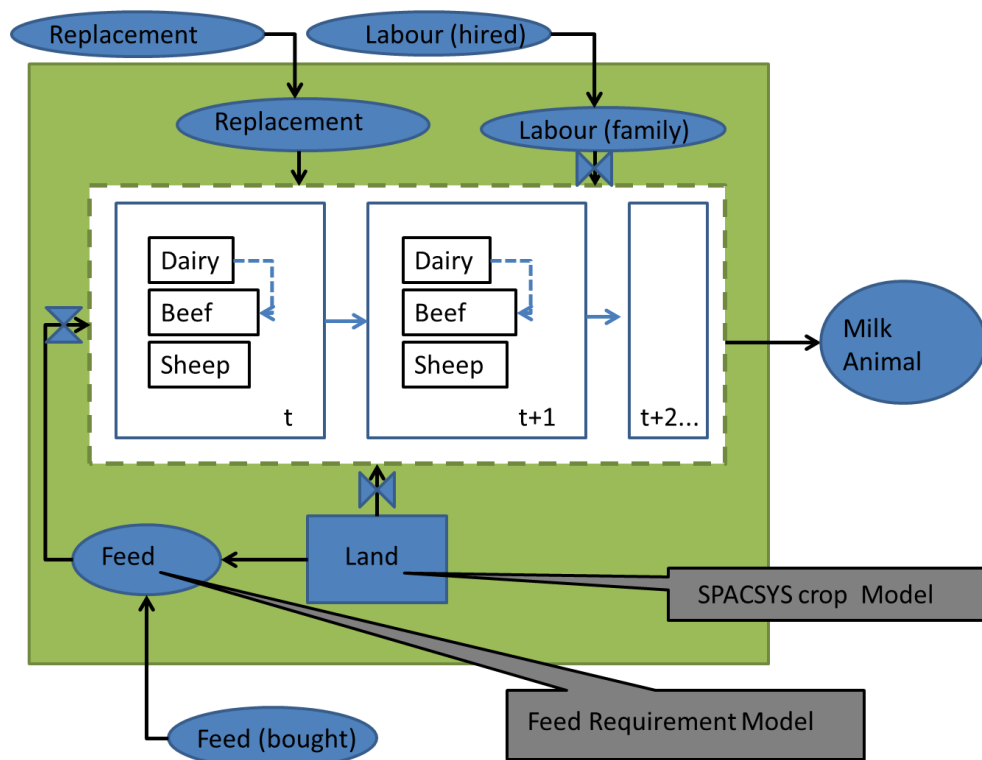 Replacement
Labour (hired)
Replacement
Labour (family)
Dairy
Beef
Sheep
t
Dairy
Beef
Sheep
t+1
t+2...
Milk
Animal
Feed
Land
SPACSYS crop Model
Feed Requirement Model
Feed (bought)